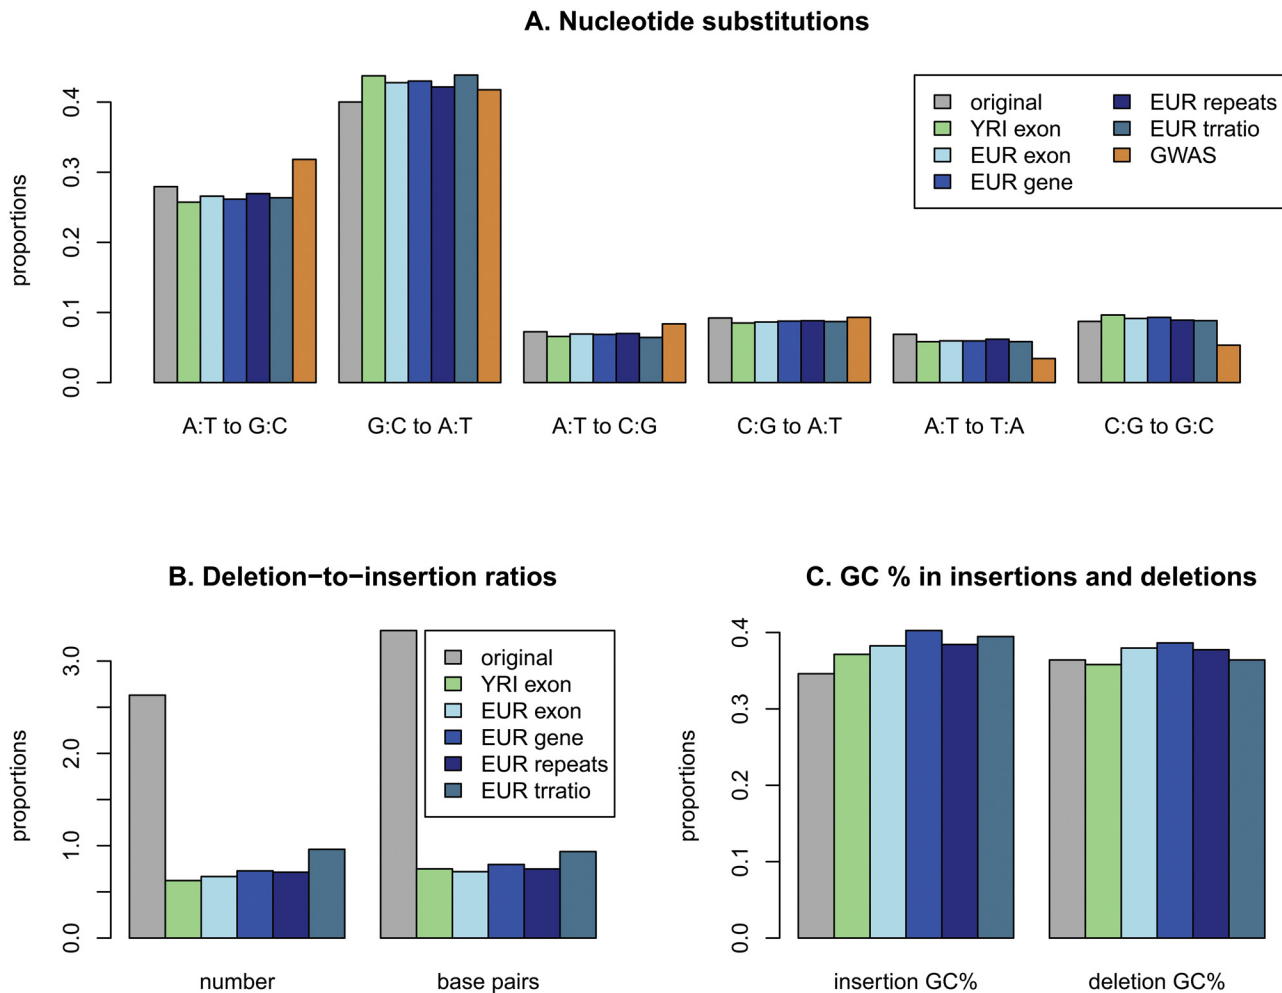 A. Nucleotide substitutions
proportions
0.4
0.3
0.2
0.1
0.0
original
YRI exon
EUR exon
EUR gene
EUR repeats
EUR trratio
GWAS
A:T to G:C
G:C to A:T
A:T to C:G
C:G to A:T
A:T to T:A
C:G to G:C
B. Deletion−to−insertion ratios
proportions
3.0
2.0
1.0
0.0
original
YRI exon
EUR exon
EUR gene
EUR repeats
EUR trratio
number
base pairs
C. GC % in insertions and deletions
proportions
0.4
0.3
0.2
0.1
0.0
insertion GC%
deletion GC%